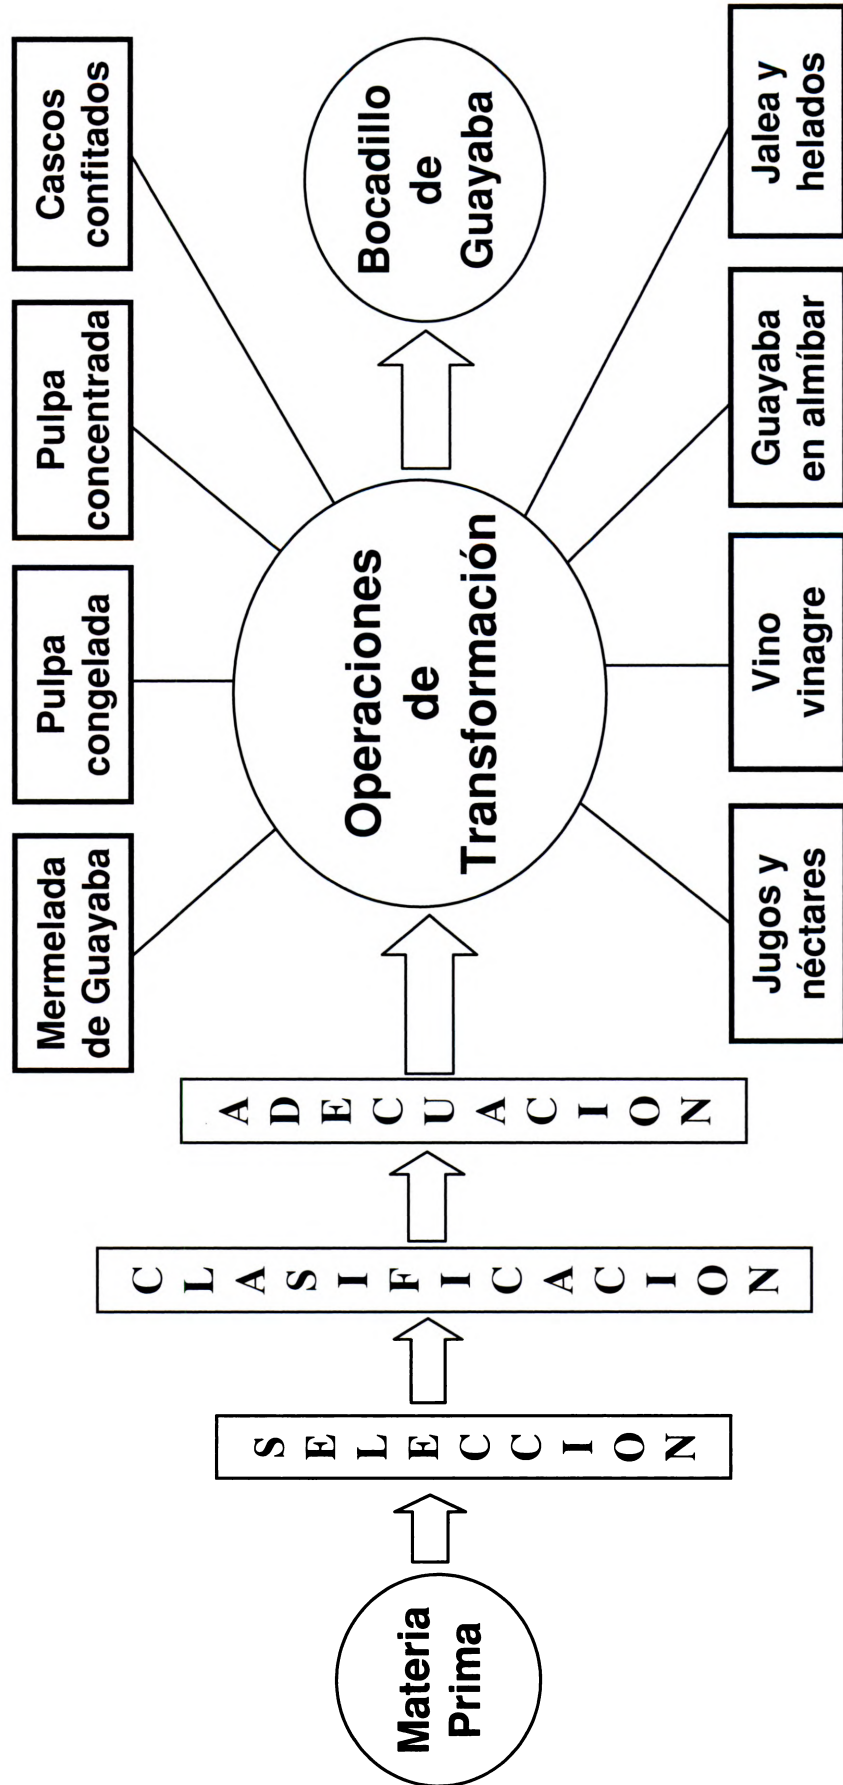 Mermelada
de Guayaba
Pulpa
congelada
Pulpa
concentrada
Cascos
confitados
Materia
Prima
SELECCION
CLASIFICACION
ADECUACION
Operaciones
de
Transformación
Bocadillo
de
Guayaba
Jugos y
néctares
Vino
vinagre
Guayaba
en almíbar
Jalea y
helados